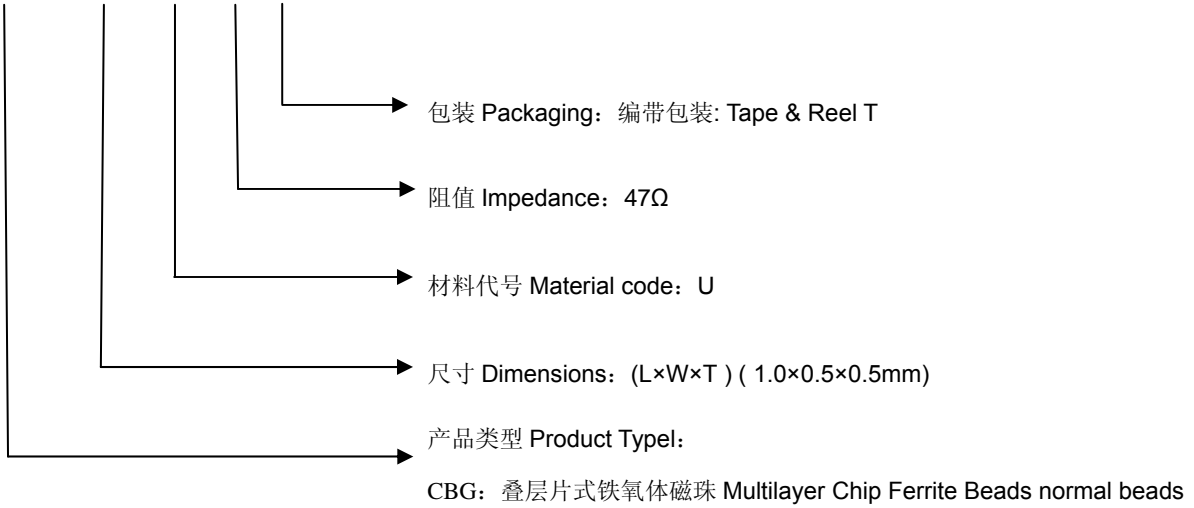 包装 Packaging：编带包装: Tape & Reel T
阻值 Impedance：47Ω
材料代号 Material code：U
尺寸 Dimensions：(L×W×T ) ( 1.0×0.5×0.5mm)
产品类型 Product Typel：
CBG：叠层片式铁氧体磁珠 Multilayer Chip Ferrite Beads normal beads